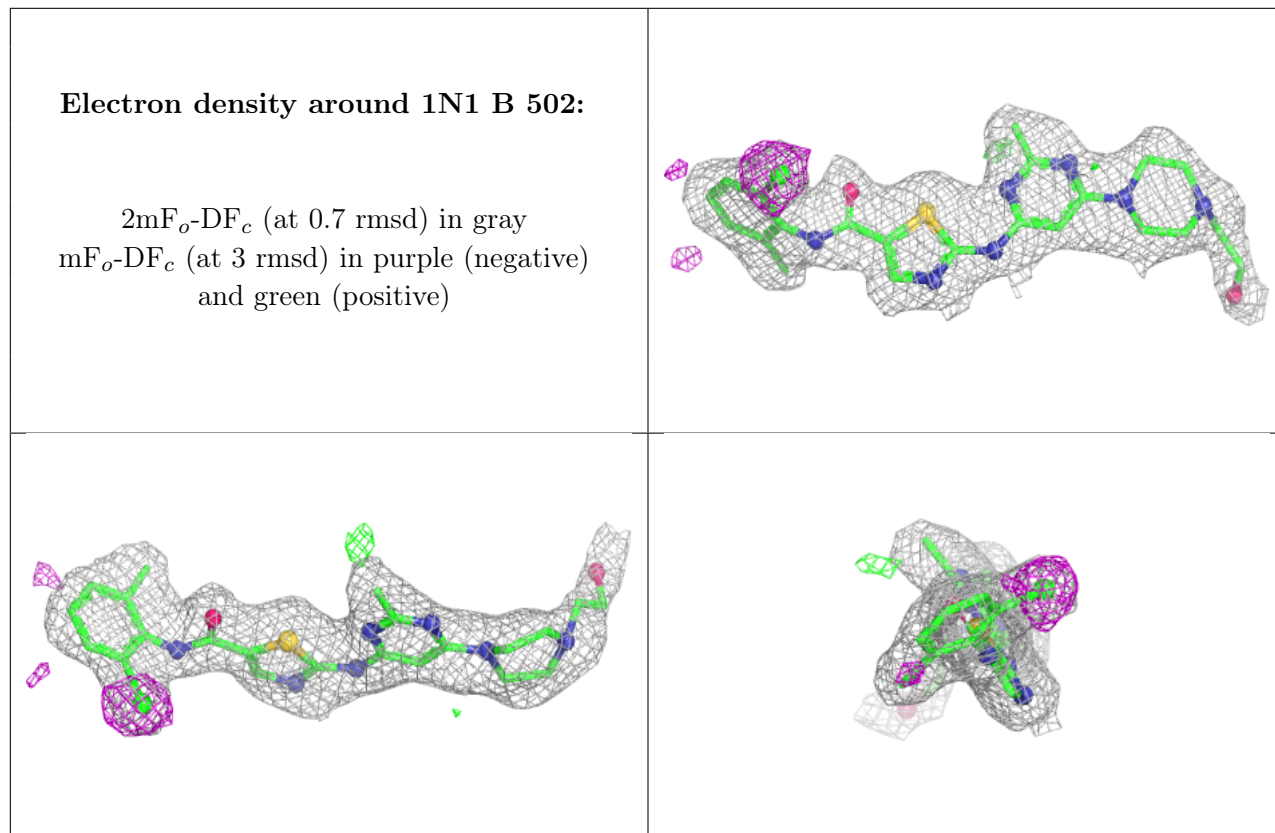 Electron density around 1N1 B 502:
2mFo-DFc (at 0.7 rmsd) in gray
mFo-DFc (at 3 rmsd) in purple (negative)
and green (positive)